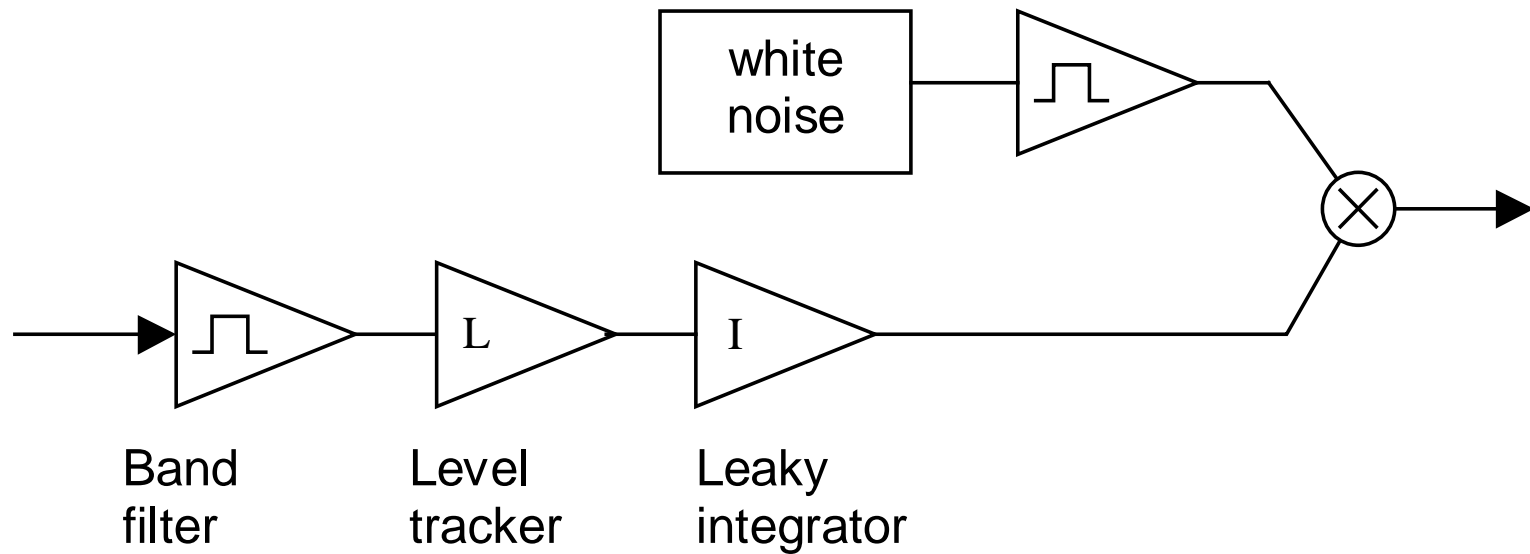 white
noise
L
I
Band
filter
Level
tracker
Leaky
integrator